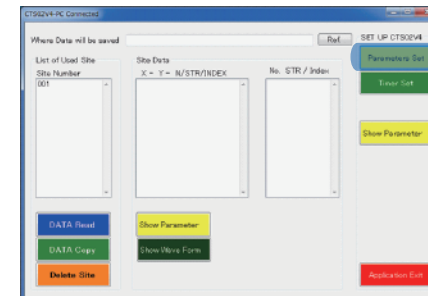 CTS02V4-PC Connected
Where Data will be saved
Ref.
SET UP CTS02V4
List of Used Site
Site Number
001
Site Data
X - Y - N/STR/INDEX
No. STR / Index
Parameters Set
Timer Set
Show Parameter
DATA Read
DATA Copy
Delete Site
Show Parameter
Show Wave Form
Application Exit